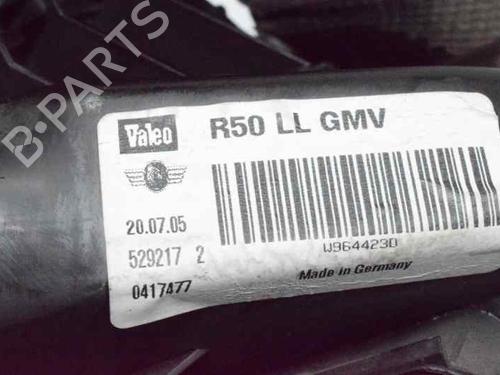 B-PARTS
Valeo
R50 LL GMV
20.07.05
529217 2
0417477
W964423D
Made in Germany